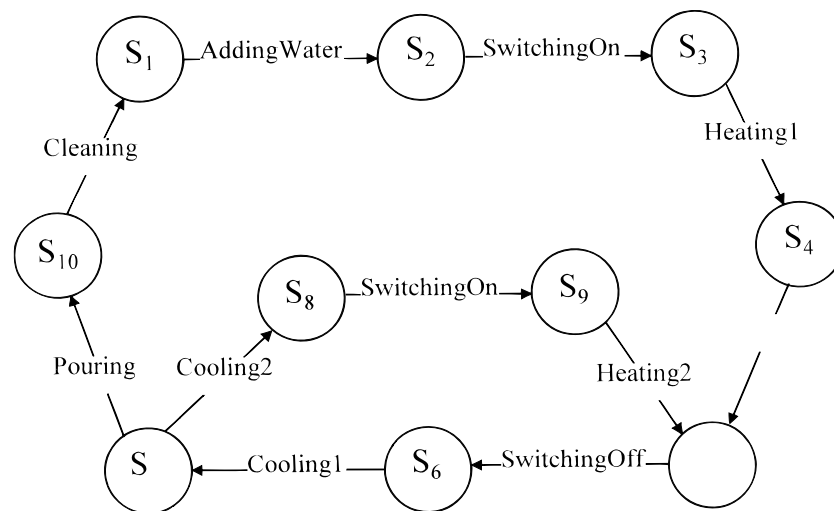 S₁ AddingWater S₂ SwitchingOn S₃
Heating1
Cleaning
S₁₀ S₈ SwitchingOn S₉ S₄
Pouring Cooling2 Heating2
S Cooling1 S₆ SwitchingOff